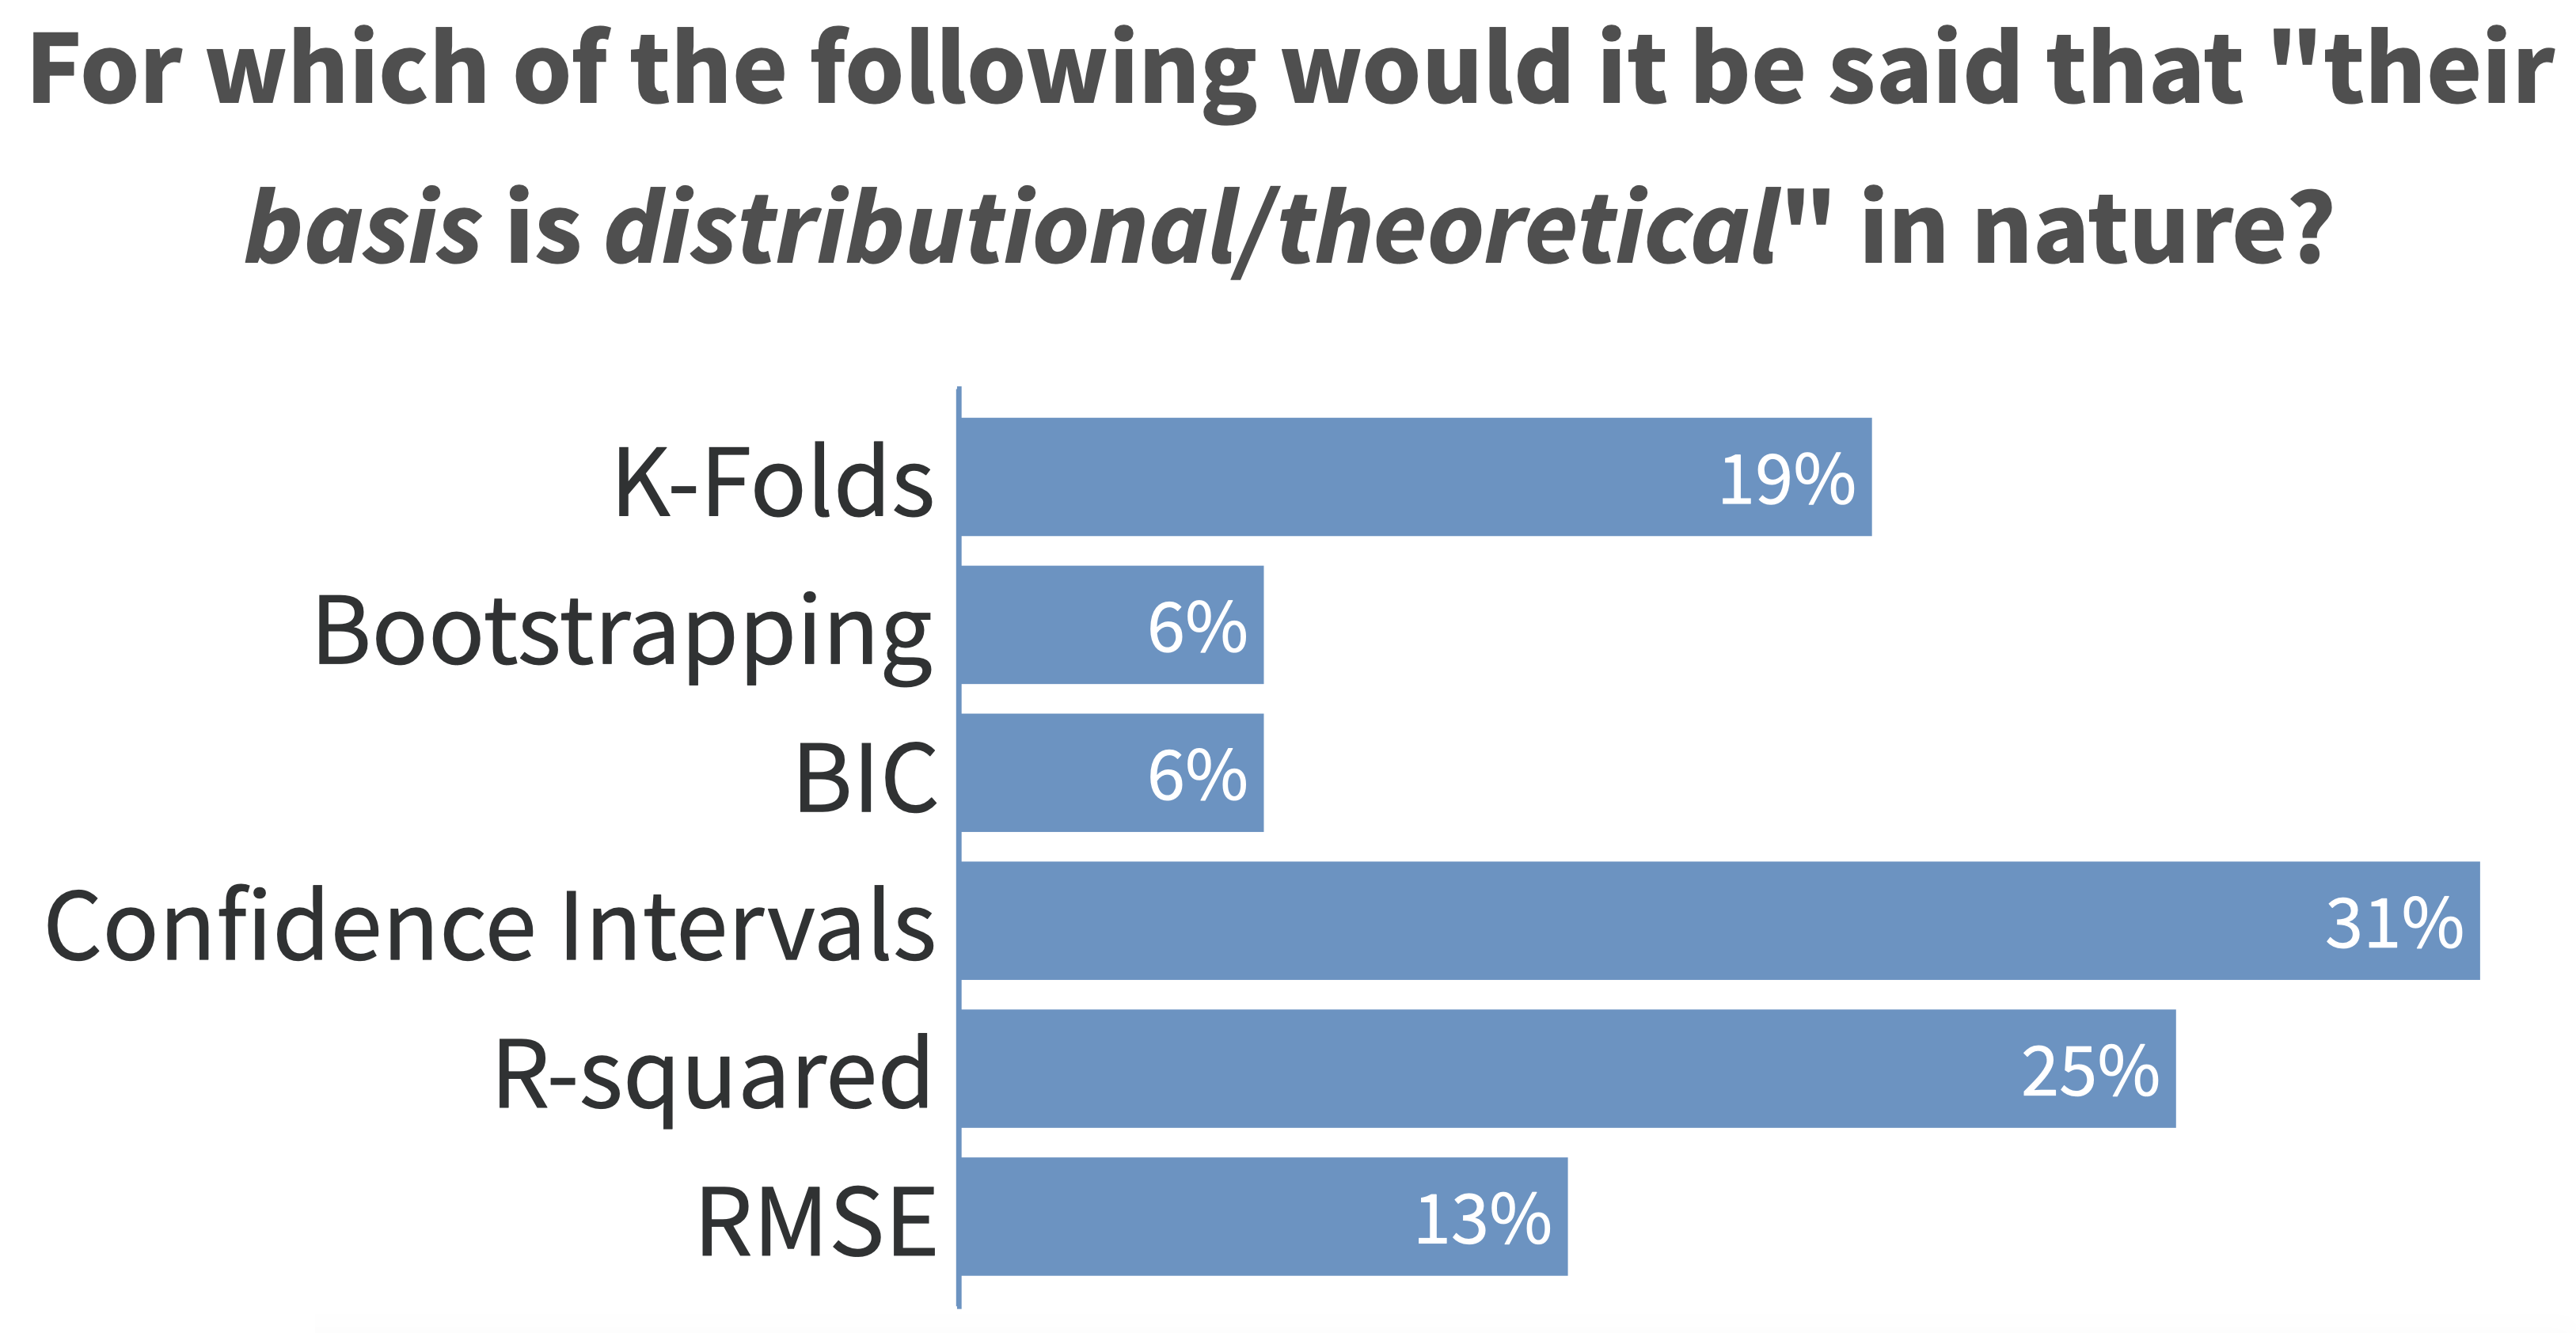 For which of the following would it be said that "their
basis is distributional/theoretical" in nature?
K-Folds 19%
Bootstrapping 6%
BIC 6%
Confidence Intervals 31%
R-squared 25%
RMSE 13%